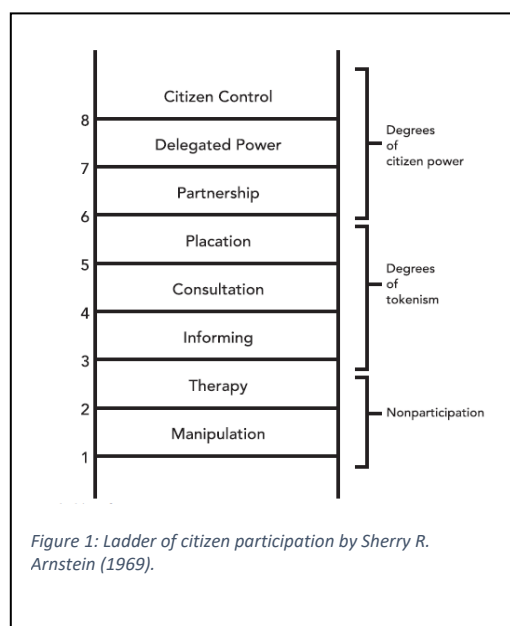 Citizen Control
8
Delegated Power
7
Partnership
6
Placation
5
Consultation
4
Informing
3
Therapy
2
Manipulation
1
Degrees
of
citizen power
Degrees
of
tokenism
Nonparticipation
Figure 1: Ladder of citizen participation by Sherry R.
Arnstein (1969).